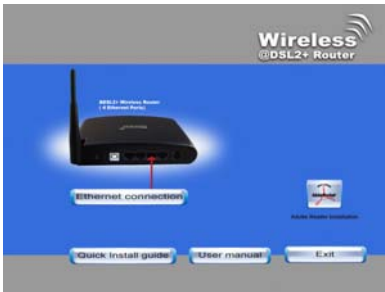 Wireless
@DSL2+ Router
ADSL2+ Wireless Router
( 4 Ethernet Ports)
Ethernet connection
Adobe Reader Installation
Quick Install guide
User manual
Exit